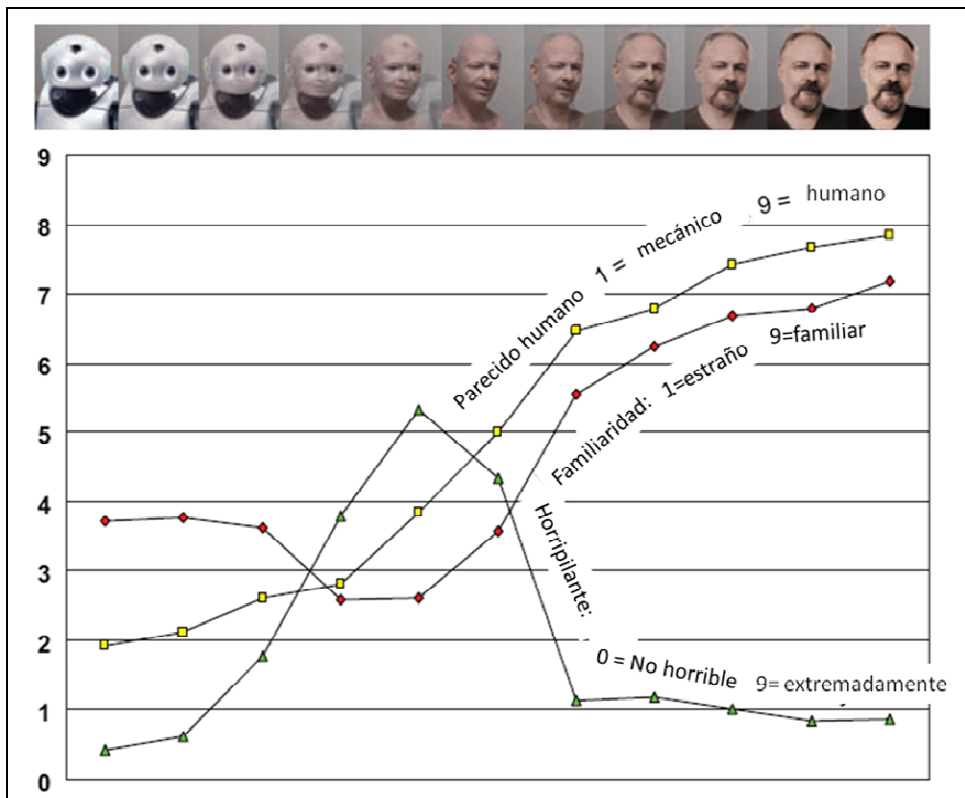 9
8
7
6
5
4
3
2
1
0
Parecido humano 1 = mecánico , 9 = humano
Familiaridad: 1=estraño 9=familiar
Horripilante:
0 = No horrible 9= extremadamente